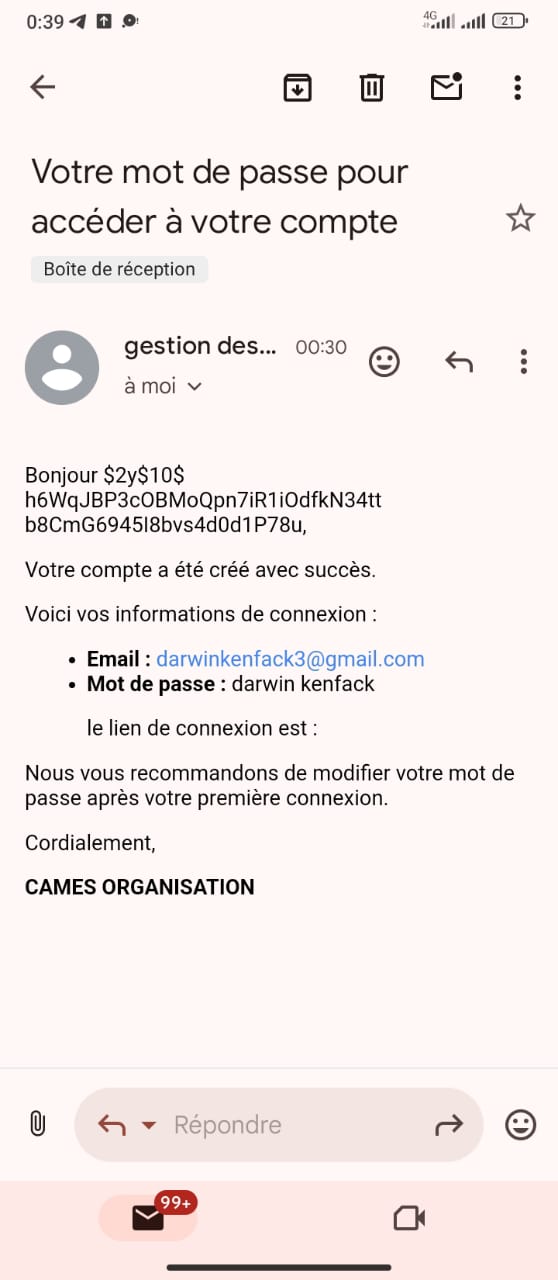 0:39
4G
21
Votre mot de passe pour
accéder à votre compte
Boîte de réception
gestion des... 00:30
à moi
Bonjour $2y$10$
h6WqJBP3cOBMoQpn7iR1iOdfkN34tt
b8CmG6945I8bvs4d0d1P78u,
Votre compte a été créé avec succès.
Voici vos informations de connexion :
• Email : darwinkenfack3@gmail.com
• Mot de passe : darwin kenfack
le lien de connexion est :
Nous vous recommandons de modifier votre mot de
passe après votre première connexion.
Cordialement,
CAMES ORGANISATION
Répondre
99+